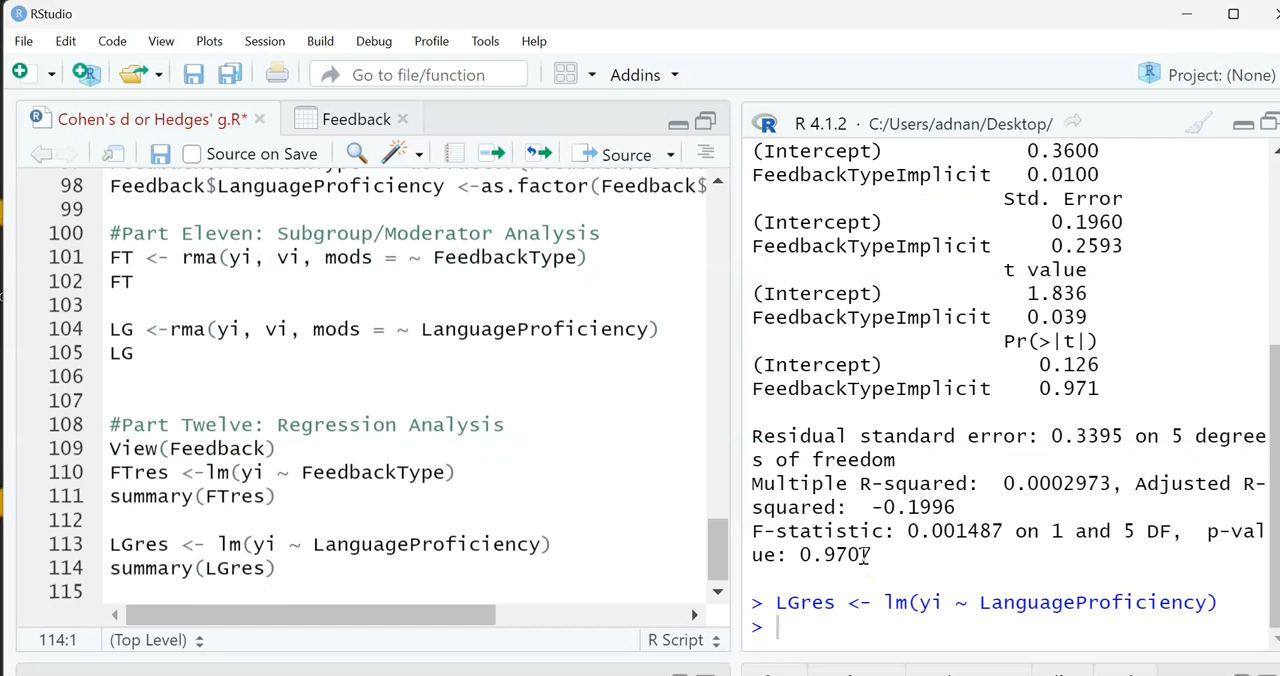 RStudio
File Edit Code View Plots Session Build Debug Profile Tools Help
Go to file/function Addins Project: (None)
Cohen's d or Hedges' g.R* Feedback
Source on Save Source
98 Feedback$LanguageProficiency <-as.factor(Feedback$
99
100 #Part Eleven: Subgroup/Moderator Analysis
101 FT <- rma(yi, vi, mods = ~ FeedbackType)
102 FT
103
104 LG <-rma(yi, vi, mods = ~ LanguageProficiency)
105 LG
106
107
108 #Part Twelve: Regression Analysis
109 View(Feedback)
110 FTres <-lm(yi ~ FeedbackType)
111 summary(FTres)
112
113 LGres <- lm(yi ~ LanguageProficiency)
114 summary(LGres)
115
114:1 (Top Level) R Script
R 4.1.2 · C:/Users/adnan/Desktop/
(Intercept) 0.3600
FeedbackTypeImplicit 0.0100
Std. Error
(Intercept) 0.1960
FeedbackTypeImplicit 0.2593
t value
(Intercept) 1.836
FeedbackTypeImplicit 0.039
Pr(>|t|)
(Intercept) 0.126
FeedbackTypeImplicit 0.971
Residual standard error: 0.3395 on 5 degree
s of freedom
Multiple R-squared: 0.0002973, Adjusted R-
squared: -0.1996
F-statistic: 0.001487 on 1 and 5 DF, p-val
ue: 0.9707
> LGres <- lm(yi ~ LanguageProficiency)
>